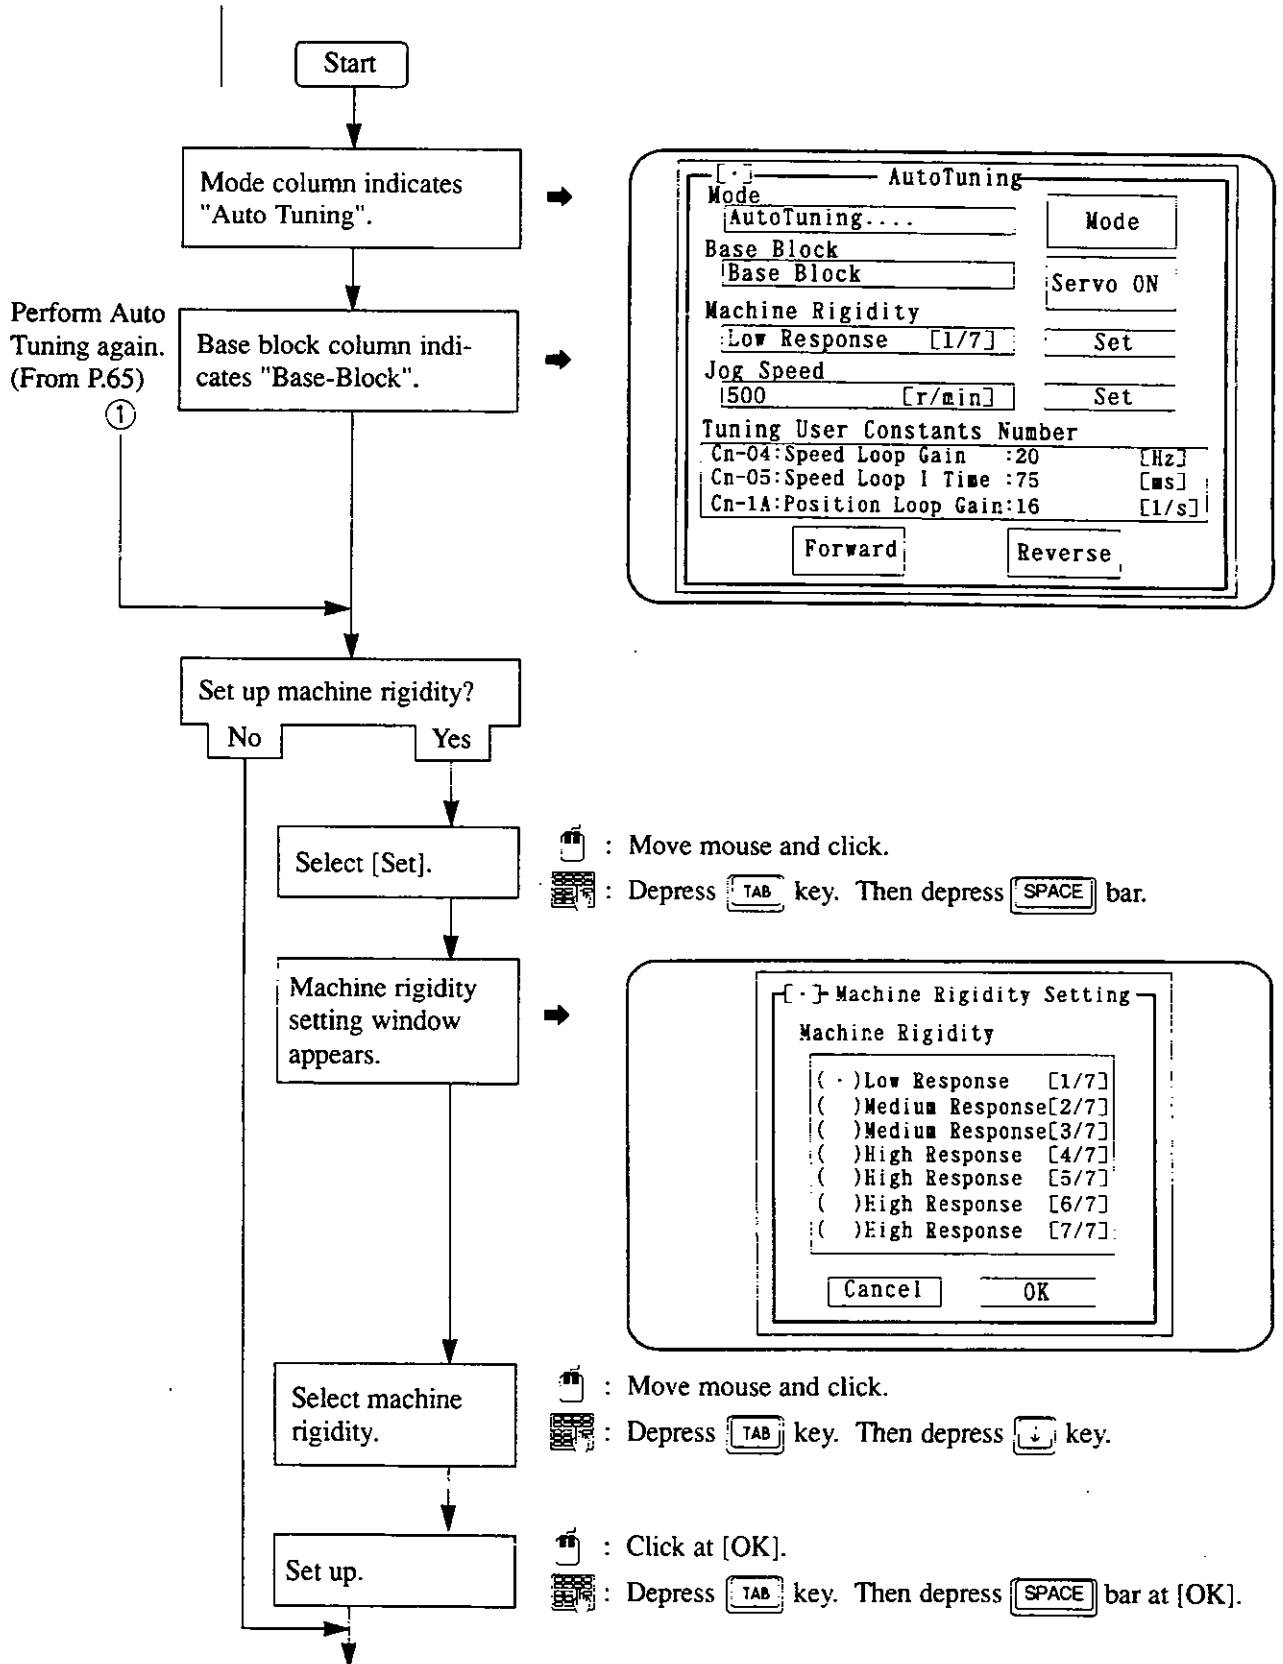 Start
Mode column indicates
"Auto Tuning".
[·] AutoTuning
Mode
AutoTuning....
Mode
Base Block
Base Block
Servo ON
Machine Rigidity
Low Response [1/7]
Set
Jog Speed
500 [r/min]
Set
Tuning User Constants Number
Cn-04:Speed Loop Gain :20 [Hz]
Cn-05:Speed Loop I Time :75 [ms]
Cn-1A:Position Loop Gain:16 [1/s]
Forward
Reverse
Perform Auto
Tuning again.
(From P.65)
①
Base block column indi-
cates "Base-Block".
Set up machine rigidity?
No
Yes
Select [Set].
: Move mouse and click.
: Depress TAB key. Then depress SPACE bar.
Machine rigidity
setting window
appears.
[·] Machine Rigidity Setting
Machine Rigidity
(·)Low Response [1/7]
( )Medium Response[2/7]
( )Medium Response[3/7]
( )High Response [4/7]
( )High Response [5/7]
( )High Response [6/7]
( )High Response [7/7]
Cancel
OK
Select machine
rigidity.
: Move mouse and click.
: Depress TAB key. Then depress ↓ key.
Set up.
: Click at [OK].
: Depress TAB key. Then depress SPACE bar at [OK].